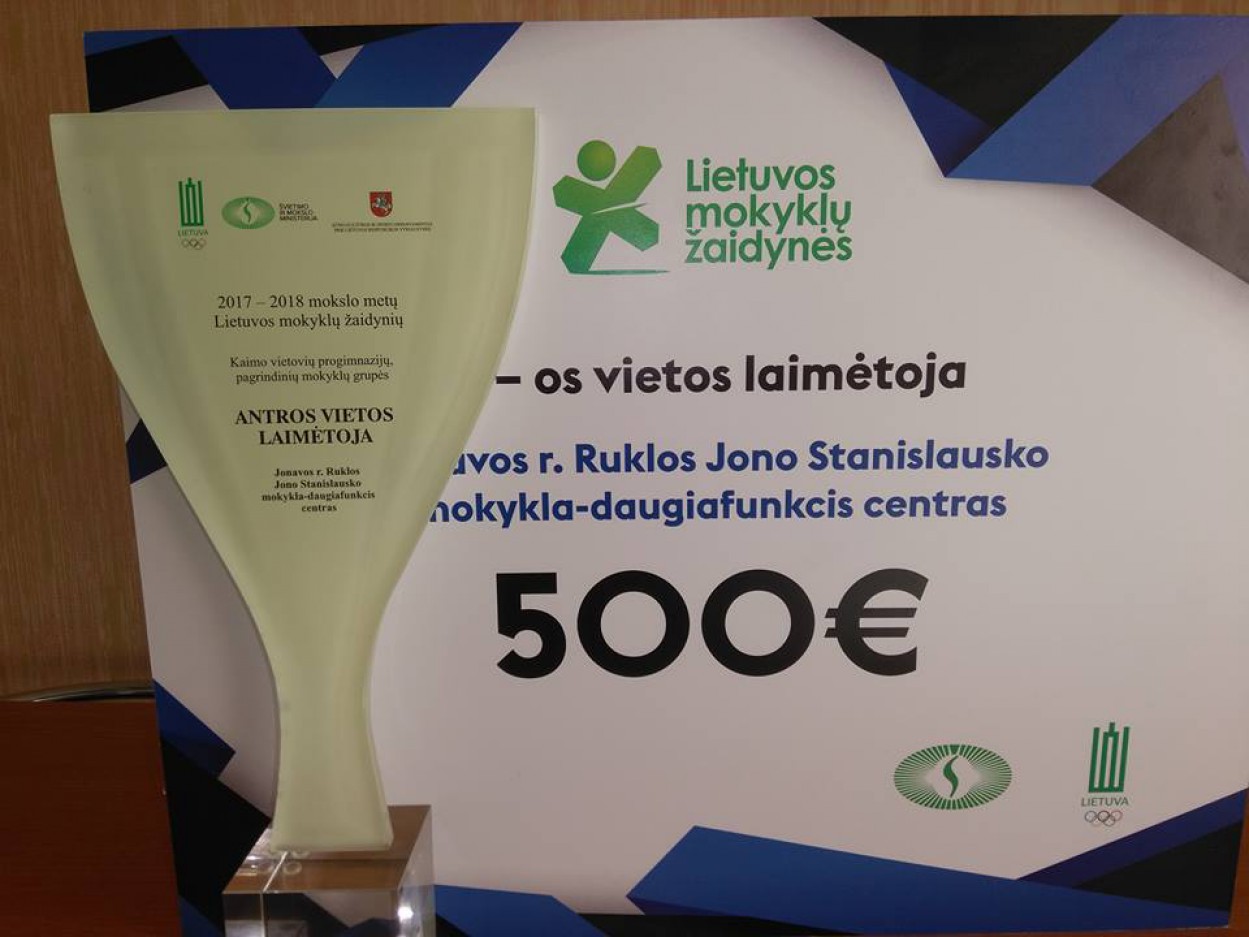 LIETUVA
ŠVIETIMO
IR MOKSLO
MINISTERIJA
2017 – 2018 mokslo metų
Lietuvos mokyklų žaidynių
Kaimo vietovių progimnazijų,
pagrindinių mokyklų grupės
ANTROS VIETOS
LAIMĖTOJA
Jonavos r. Ruklos
Jono Stanislausko
mokykla-daugiafunkcis
centras
Lietuvos
mokyklų
žaidynės
– os vietos laimėtoja
avos r. Ruklos Jono Stanislausko
mokykla-daugiafunkcis centras
500€
LIETUVA